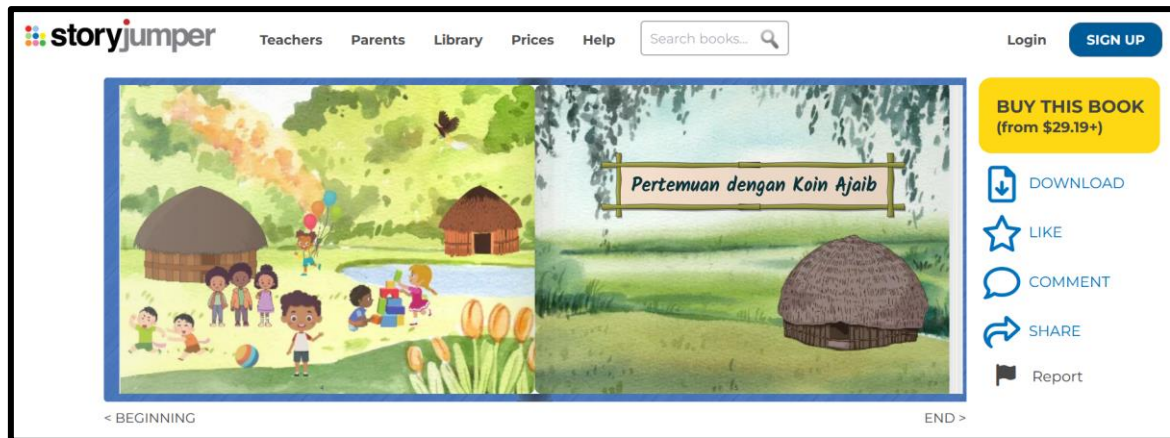 storyjumper
Teachers Parents Library Prices Help Search books... Login SIGN UP
Pertemuan dengan Koin Ajaib
BUY THIS BOOK
(from $29.19+)
DOWNLOAD
LIKE
COMMENT
SHARE
Report
< BEGINNING END >